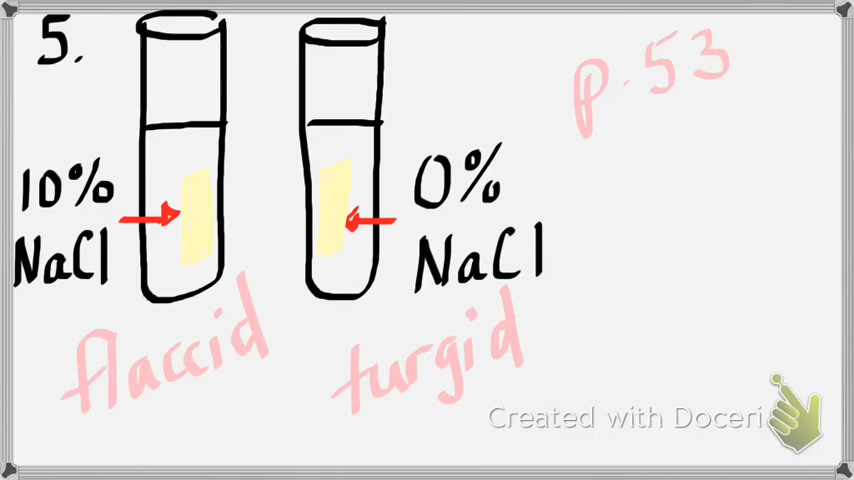 5.
p. 53
10%
NaCl
0%
NaCl
flaccid
turgid
Created with Doceri